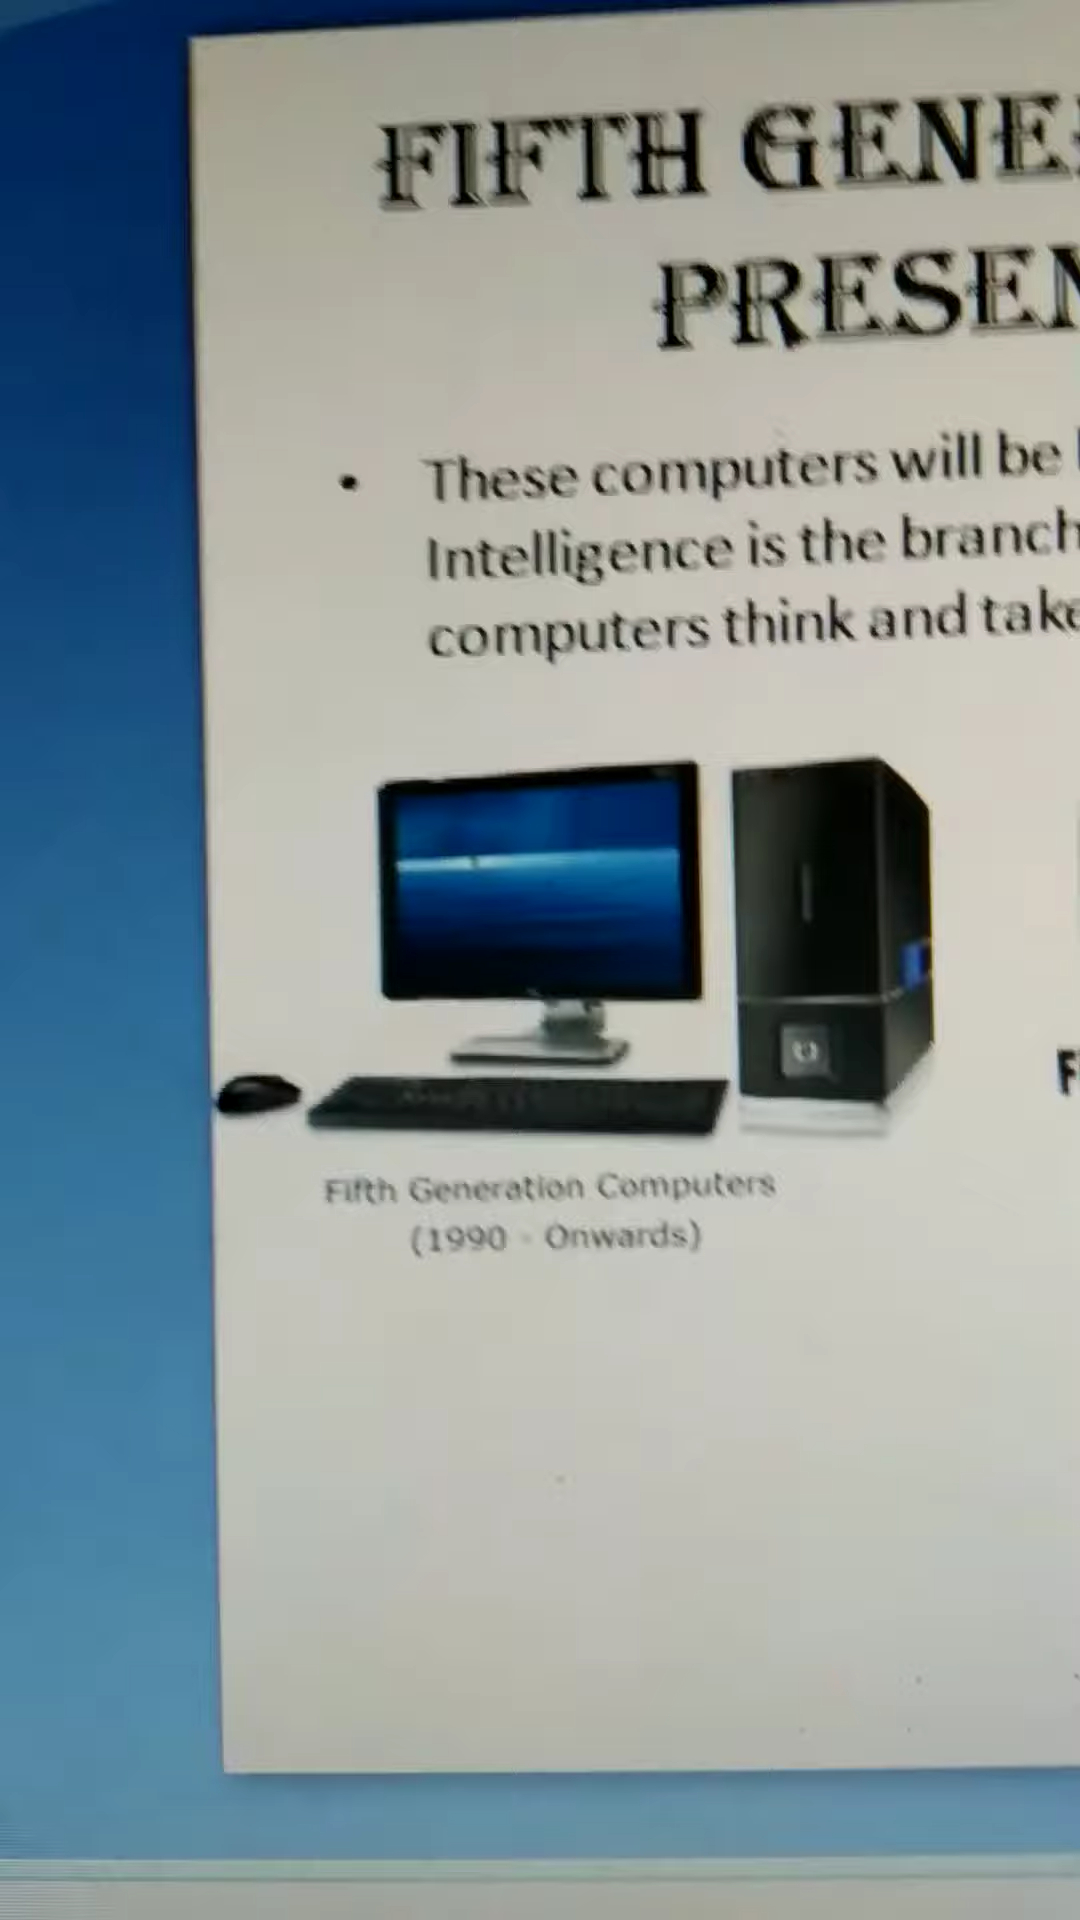 FIFTH GENE
PRESEN
• These computers will be
Intelligence is the branch
computers think and take
F
Fifth Generation Computers
(1990 - Onwards)